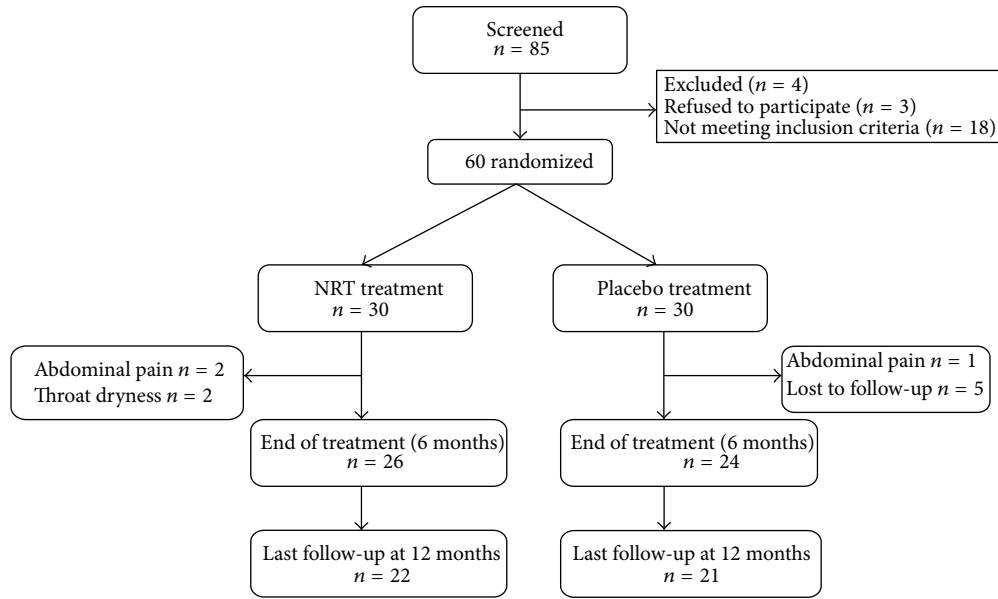 Screened
n = 85
Excluded (n = 4)
Refused to participate (n = 3)
Not meeting inclusion criteria (n = 18)
60 randomized
NRT treatment
n = 30
Placebo treatment
n = 30
Abdominal pain n = 2
Throat dryness n = 2
Abdominal pain n = 1
Lost to follow-up n = 5
End of treatment (6 months)
n = 26
End of treatment (6 months)
n = 24
Last follow-up at 12 months
n = 22
Last follow-up at 12 months
n = 21